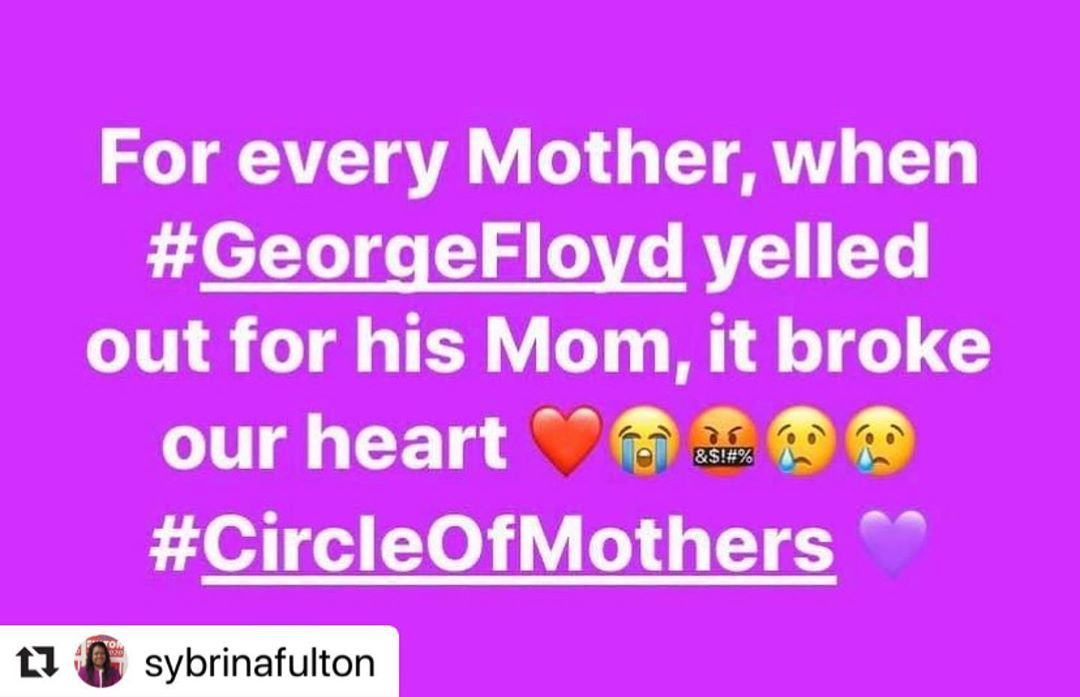 For every Mother, when
#GeorgeFloyd yelled
out for his Mom, it broke
our heart ❤️😭🤬😢😢
#CircleOfMothers 💜
sybrinafulton